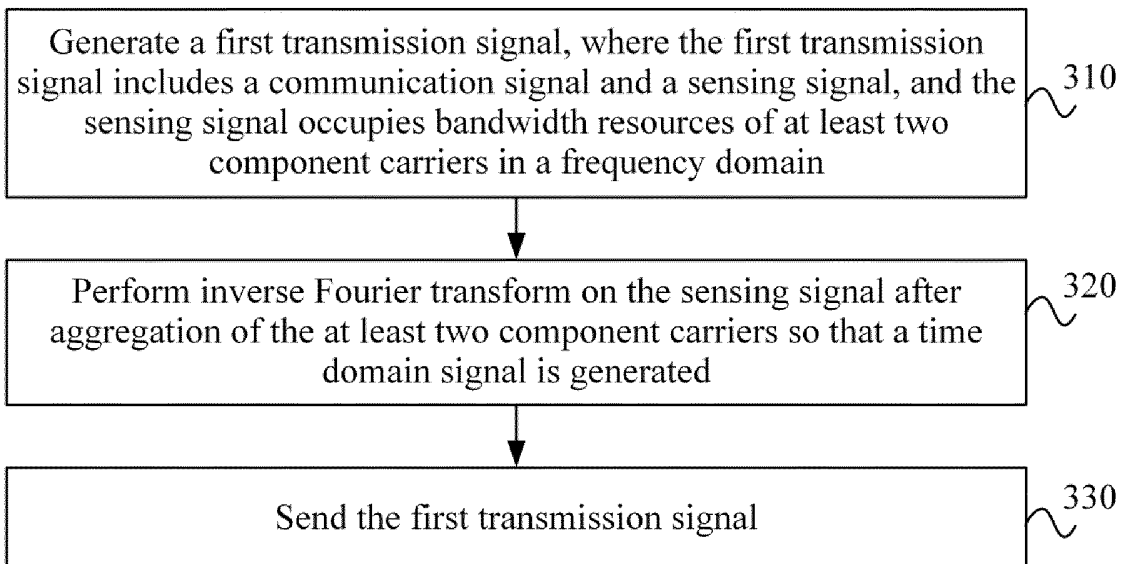 Generate a first transmission signal, where the first transmission
signal includes a communication signal and a sensing signal, and the
sensing signal occupies bandwidth resources of at least two
component carriers in a frequency domain
310
Perform inverse Fourier transform on the sensing signal after
aggregation of the at least two component carriers so that a time
domain signal is generated
320
Send the first transmission signal
330